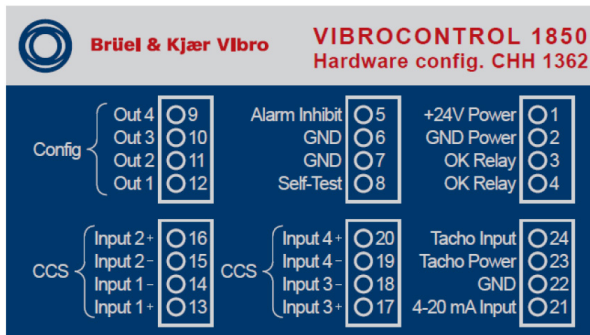 Brüel & Kjær Vibro
VIBROCONTROL 1850
Hardware config. CHH 1362
Config
Out 4 9
Out 3 10
Out 2 11
Out 1 12
Alarm Inhibit 5
GND 6
GND 7
Self-Test 8
+24V Power 1
GND Power 2
OK Relay 3
OK Relay 4
CCS
Input 2+ 16
Input 2− 15
Input 1− 14
Input 1+ 13
CCS
Input 4+ 20
Input 4− 19
Input 3− 18
Input 3+ 17
Tacho Input 24
Tacho Power 23
GND 22
4-20 mA Input 21